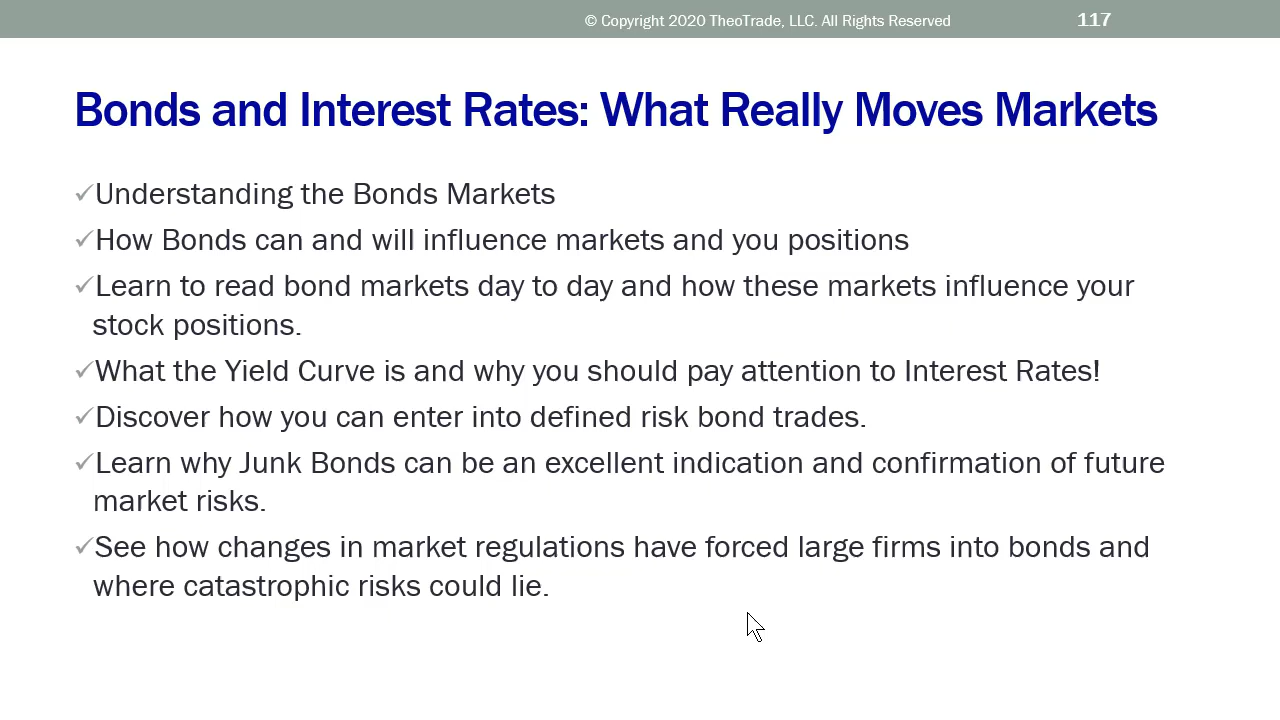 © Copyright 2020 TheoTrade, LLC. All Rights Reserved 117
Bonds and Interest Rates: What Really Moves Markets
✓Understanding the Bonds Markets
✓How Bonds can and will influence markets and you positions
✓Learn to read bond markets day to day and how these markets influence your
stock positions.
✓What the Yield Curve is and why you should pay attention to Interest Rates!
✓Discover how you can enter into defined risk bond trades.
✓Learn why Junk Bonds can be an excellent indication and confirmation of future
market risks.
✓See how changes in market regulations have forced large firms into bonds and
where catastrophic risks could lie.